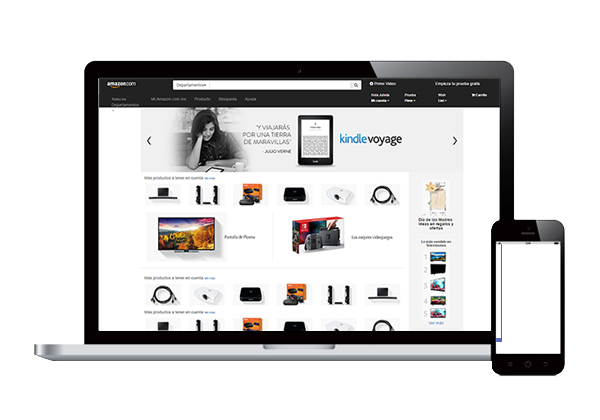 amazon.com
Departamentos
Prime Video
Empieza tu prueba gratis
Todos los
Departamentos
Mi Amazon.com.mx
Producto
Búsqueda
Ayuda
Hola Julieta
Mi cuenta
Prueba
Prime
Wish
List
Mi Carrito
"Y VIAJARÁS
POR UNA TIERRA
DE MARAVILLAS"
- JULIO VERNE
kindle voyage
Más productos a tener en cuenta Ver más
Pantalla de Plasma
Los mejores videojuegos
Más productos a tener en cuenta Ver más
Más productos a tener en cuenta Ver más
Día de las Madres
Ideas en regalos y
ofertas
Lo más vendido en
televisiones
1
2
3
4
5
Ver más